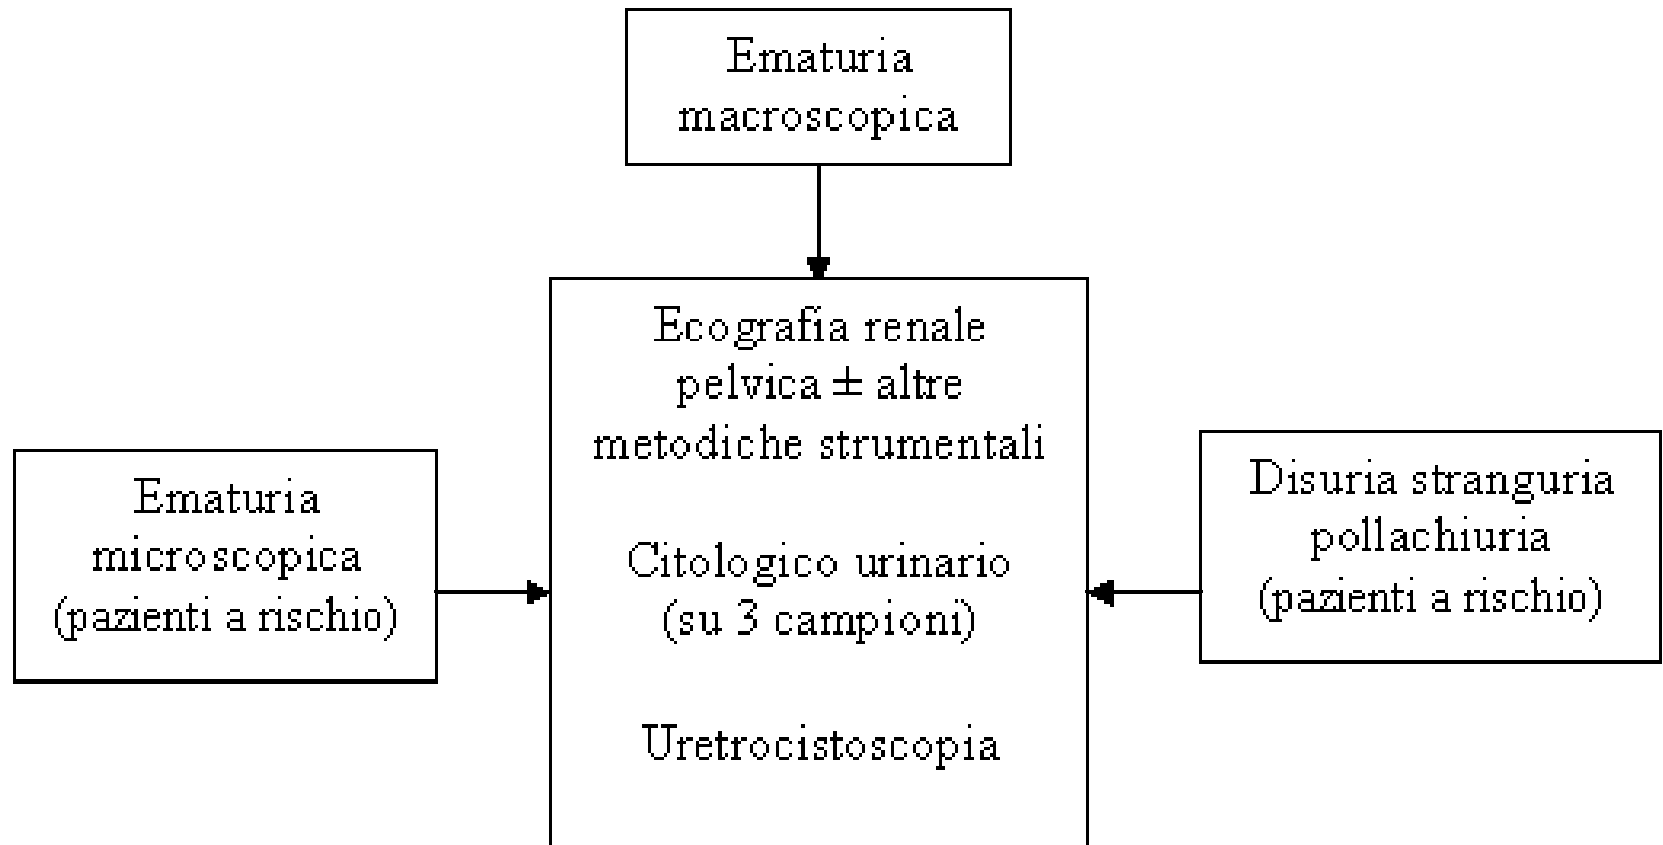 Ematuria
macroscopica
Ecografia renale
pelvica ± altre
metodiche strumentali
Citologico urinario
(su 3 campioni)
Uretrocistoscopia
Ematuria
microscopica
(pazienti a rischio)
Disuria stranguria
pollachiuria
(pazienti a rischio)